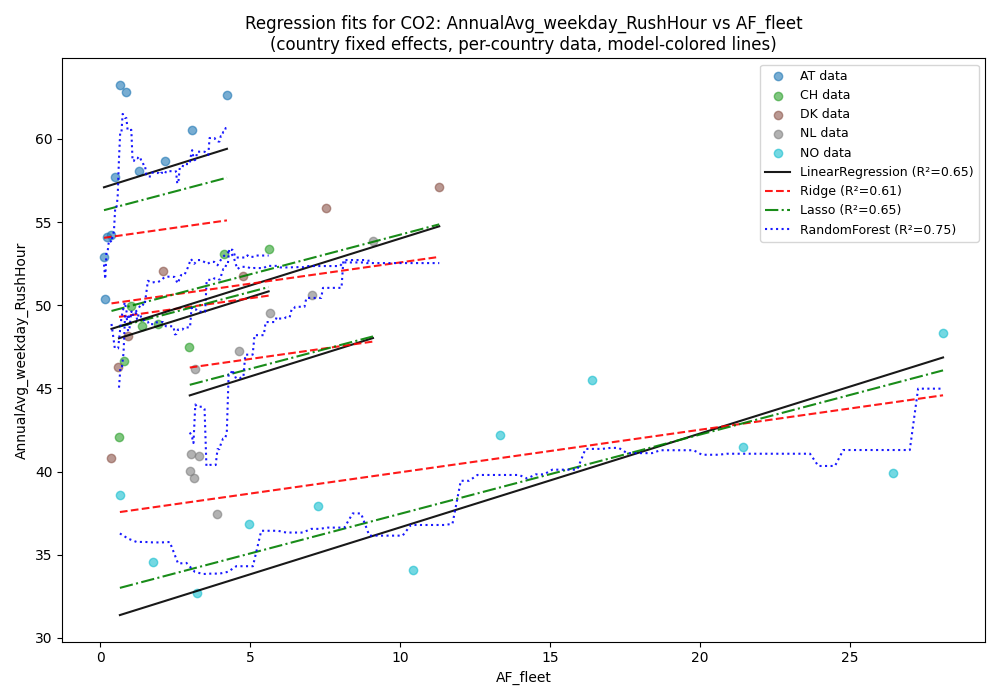 Regression fits for CO2: AnnualAvg_weekday_RushHour vs AF_fleet
(country fixed effects, per-country data, model-colored lines)
AT data
CH data
DK data
NL data
NO data
LinearRegression (R²=0.65)
Ridge (R²=0.61)
Lasso (R²=0.65)
RandomForest (R²=0.75)
AnnualAvg_weekday_RushHour
60
55
50
45
40
35
30
0 5 10 15 20 25
AF_fleet